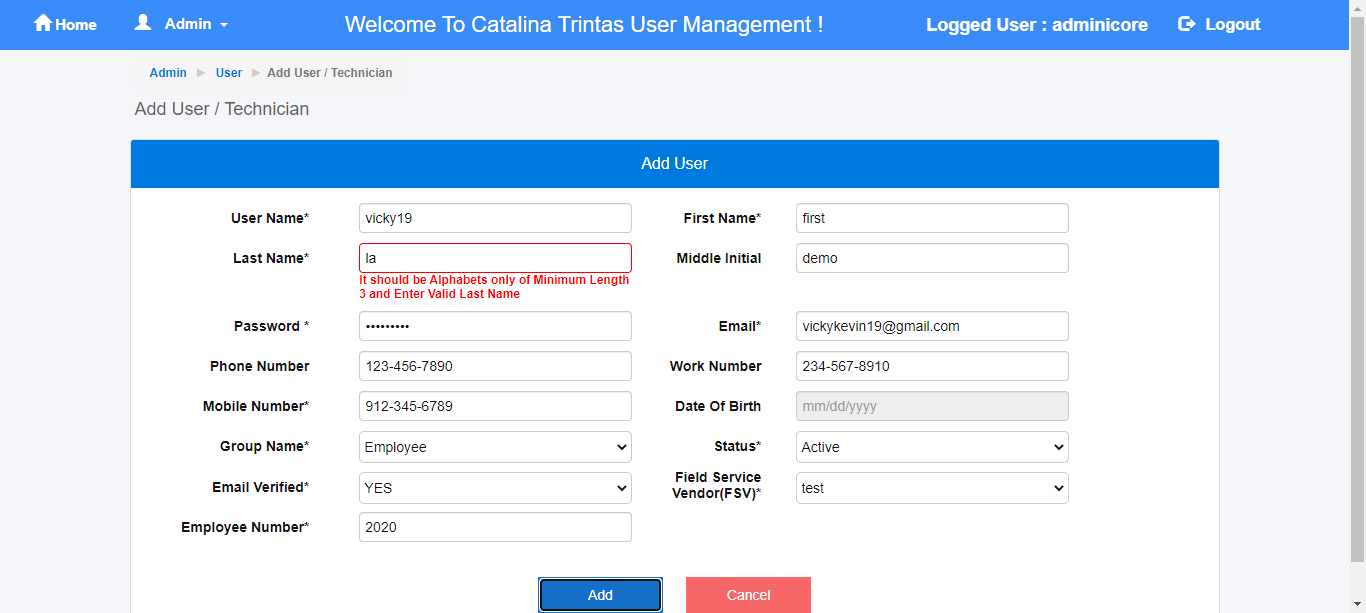 Home Admin Welcome To Catalina Trintas User Management ! Logged User : adminicore Logout
Admin User Add User / Technician
Add User / Technician
Add User
User Name* vicky19 First Name* first
Last Name* la Middle Initial demo
It should be Alphabets only of Minimum Length
3 and Enter Valid Last Name
Password * ••••••••• Email* vickykevin19@gmail.com
Phone Number 123-456-7890 Work Number 234-567-8910
Mobile Number* 912-345-6789 Date Of Birth mm/dd/yyyy
Group Name* Employee Status* Active
Email Verified* YES Field Service
Vendor(FSV)* test
Employee Number* 2020
Add Cancel